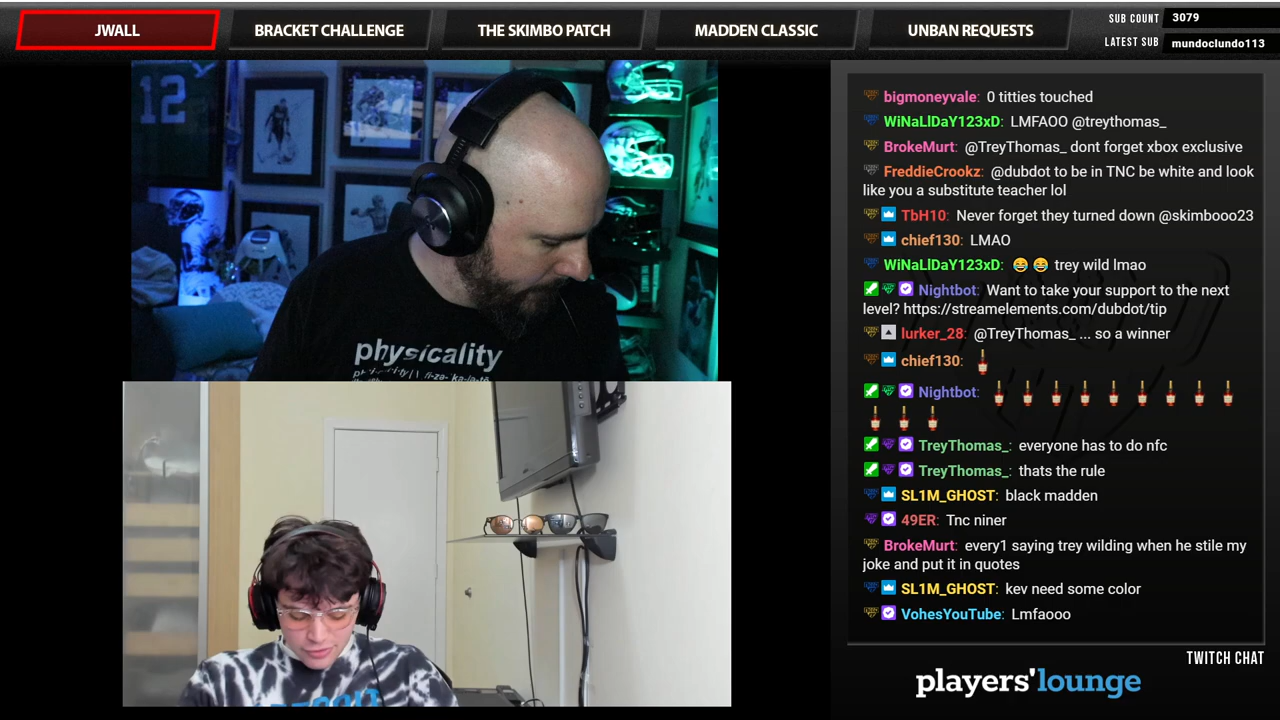 JWALL
BRACKET CHALLENGE
THE SKIMBO PATCH
MADDEN CLASSIC
UNBAN REQUESTS
SUB COUNT 3079
LATEST SUB mundoclundo113
12
physicality
bigmoneyvale: 0 titties touched
WiNaLlDaY123xD: LMFAOO @treythomas_
BrokeMurt: @TreyThomas_ dont forget xbox exclusive
FreddieCrookz: @dubdot to be in TNC be white and look
like you a substitute teacher lol
TbH10: Never forget they turned down @skimbooo23
chief130: LMAO
WiNaLlDaY123xD: 😂 😂 trey wild lmao
Nightbot: Want to take your support to the next
level? https://streamelements.com/dubdot/tip
lurker_28: @TreyThomas_ ... so a winner
chief130:
Nightbot:
TreyThomas_: everyone has to do nfc
TreyThomas_: thats the rule
SL1M_GHOST: black madden
49ER: Tnc niner
BrokeMurt: every1 saying trey wilding when he stile my
joke and put it in quotes
SL1M_GHOST: kev need some color
VohesYouTube: Lmfaooo
TWITCH CHAT
players'lounge